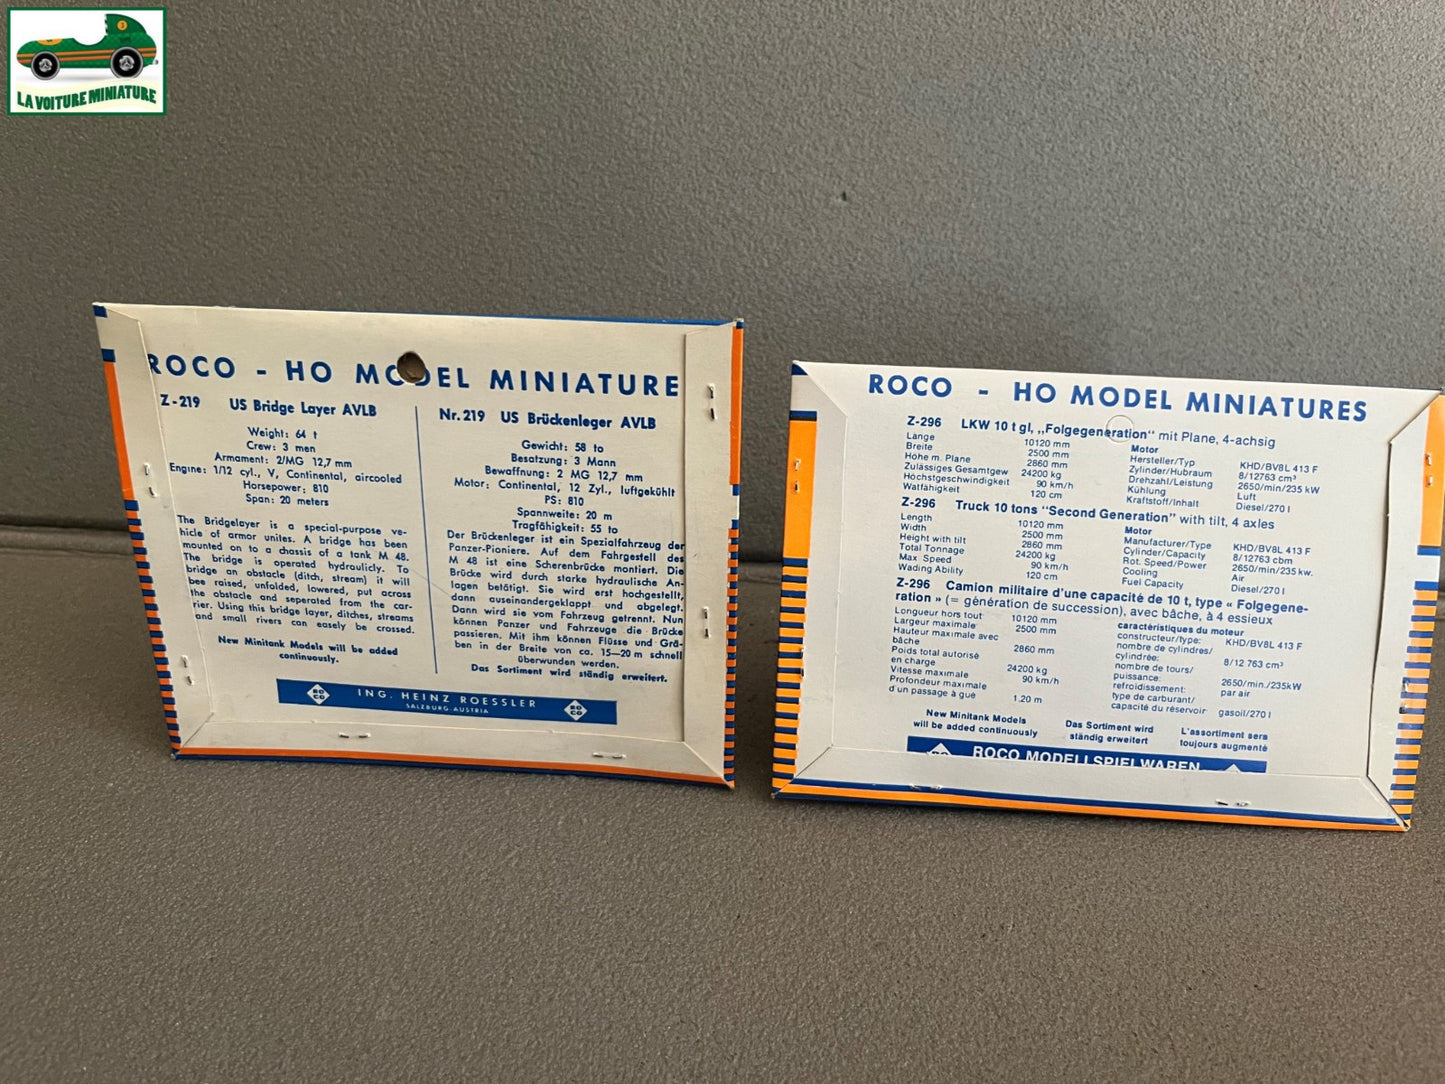 LA VOITURE MINIATURE
ROCO - HO MODEL MINIATURE
Z-219 US Bridge Layer AVLB
Weight: 64 t
Crew: 3 men
Armament: 2/MG 12,7 mm
Engine: 1/12 cyl., V, Continental, aircooled
Horsepower: 810
Span: 20 meters
The Bridgelayer is a special-purpose ve-
hicle of armor unites. A bridge has been
mounted on to a chassis of a tank M 48.
The bridge is operated hydraulicly. To
bridge an obstacle (ditch, stream) it will
bee raised, unfolded, lowered, put across
the obstacle and seperated from the car-
rier. Using this bridge layer, ditches, streams
and small rivers can easely be crossed.
New Minitank Models will be added
continuously.
Nr. 219 US Brückenleger AVLB
Gewicht: 58 to
Besatzung: 3 Mann
Bewaffnung: 2 MG 12,7 mm
Motor: Continental, 12 Zyl., luftgekühlt
PS: 810
Spannweite: 20 m
Tragfähigkeit: 55 to
Der Brückenleger ist ein Spezialfahrzeug der
Panzer-Pioniere. Auf dem Fahrgestell des
M 48 ist eine Scherenbrücke montiert. Die
Brücke wird durch starke hydraulische An-
lagen betätigt. Sie wird erst hochgestellt,
dann auseinandergeklappt und abgelegt.
Dann wird sie vom Fahrzeug getrennt. Nun
können Panzer und Fahrzeuge die Brücke
passieren. Mit ihm können Flüsse und Grä-
ben in der Breite von ca. 15—20 m schnell
überwunden werden.
Das Sortiment wird ständig erweitert.
ROCO
ING. HEINZ ROESSLER
SALZBURG-AUSTRIA
ROCO
ROCO - HO MODEL MINIATURES
Z-296 LKW 10 t gl, „Folgegeneration" mit Plane, 4-achsig
Länge 10120 mm
Breite 2500 mm
Höhe m. Plane 2860 mm
Zulässiges Gesamtgew 24200 kg
Höchstgeschwindigkeit 90 km/h
Watfähigkeit 120 cm
Motor
Hersteller/Typ KHD/BV8L 413 F
Zylinder/Hubraum 8/12763 cm³
Drehzahl/Leistung 2650/min/235 kW
Kühlung Luft
Kraftstoff/Inhalt Diesel/270 l
Z-296 Truck 10 tons "Second Generation" with tilt, 4 axles
Length 10120 mm
Width 2500 mm
Height with tilt 2860 mm
Total Tonnage 24200 kg
Max Speed 90 km/h
Wading Ability 120 cm
Motor
Manufacturer/Type KHD/BV8L 413 F
Cylinder/Capacity 8/12763 cbm
Rot. Speed/Power 2650/min/235 kw.
Cooling Air
Fuel Capacity Diesel/270 l
Z-296 Camion militaire d'une capacité de 10 t, type « Folgegene-
ration » (= génération de succession), avec bâche, à 4 essieux
Longueur hors tout 10120 mm
Largeur maximale 2500 mm
Hauteur maximale avec
bâche 2860 mm
Poids total autorisé
en charge 24200 kg
Vitesse maximale 90 km/h
Profondeur maximale
d'un passage à gué 1.20 m
caractéristiques du moteur
constructeur/type: KHD/BV8L 413 F
nombre de cylindres/
cylindrée: 8/12 763 cm³
nombre de tours/
puissance: 2650/min./235kW
refroidissement: par air
type de carburant/
capacité du réservoir gasoil/270 l
New Minitank Models
will be added continuously
Das Sortiment wird
ständig erweitert
L'assortiment sera
toujours augmenté
ROCO MODELLSPIELWAREN